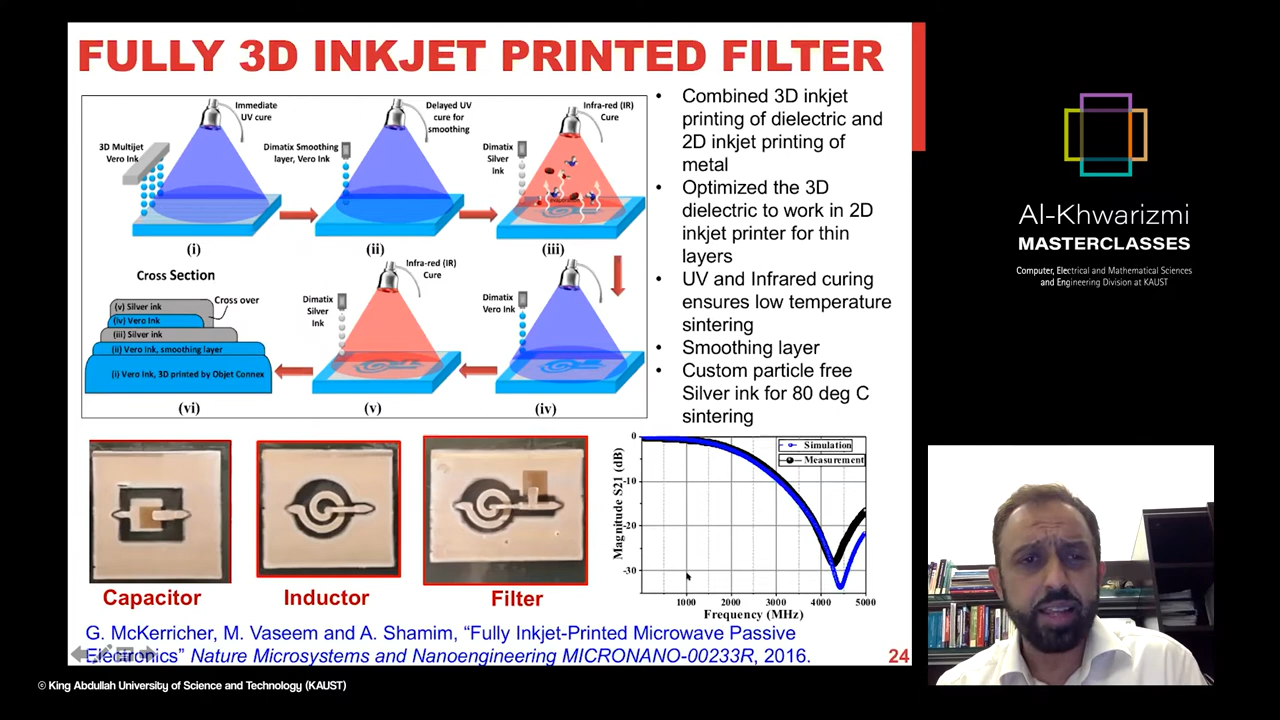 FULLY 3D INKJET PRINTED FILTER
Immediate
UV cure
3D Multijet
Vero Ink
(i)
Delayed UV
cure for
smoothing
Dimatix Smoothing
layer, Vero Ink
(ii)
Infra-red (IR)
Cure
Dimatix
Silver
Ink
(iii)
Cross Section
Cross over
(v) Silver ink
(iv) Vero Ink
(iii) Silver ink
(ii) Vero Ink, smoothing layer
(i) Vero Ink, 3D printed by Objet Connex
(vi)
Infra-red (IR)
Cure
Dimatix
Silver
Ink
(v)
Dimatix
Vero Ink
(iv)
• Combined 3D inkjet
printing of dielectric and
2D inkjet printing of
metal
• Optimized the 3D
dielectric to work in 2D
inkjet printer for thin
layers
• UV and Infrared curing
ensures low temperature
sintering
• Smoothing layer
• Custom particle free
Silver ink for 80 deg C
sintering
Capacitor
Inductor
Filter
Magnitude S21 (dB)
0
-10
-20
-30
Simulation
Measurement
1000 2000 3000 4000 5000
Frequency (MHz)
G. McKerricher, M. Vaseem and A. Shamim, “Fully Inkjet-Printed Microwave Passive
Electronics” Nature Microsystems and Nanoengineering MICRONANO-00233R, 2016.
24
Al-Khwarizmi
MASTERCLASSES
Computer, Electrical and Mathematical Sciences
and Engineering Division at KAUST
© King Abdullah University of Science and Technology (KAUST)